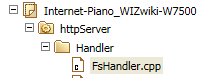 Internet-Piano_WIZwiki-W7500
httpServer
Handler
FsHandler.cpp